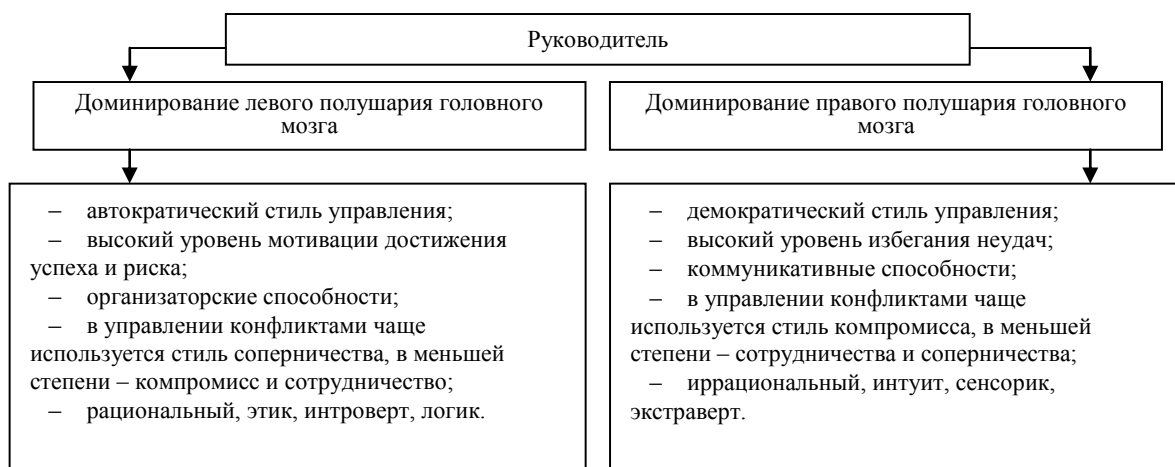 Руководитель
Доминирование левого полушария головного
мозга
Доминирование правого полушария головного
мозга
– автократический стиль управления;
– высокий уровень мотивации достижения
успеха и риска;
– организаторские способности;
– в управлении конфликтами чаще
используется стиль соперничества, в меньшей
степени – компромисс и сотрудничество;
– рациональный, этик, интроверт, логик.
– демократический стиль управления;
– высокий уровень избегания неудач;
– коммуникативные способности;
– в управлении конфликтами чаще
используется стиль компромисса, в меньшей
степени – сотрудничества и соперничества;
– иррациональный, интуит, сенсорик,
экстраверт.